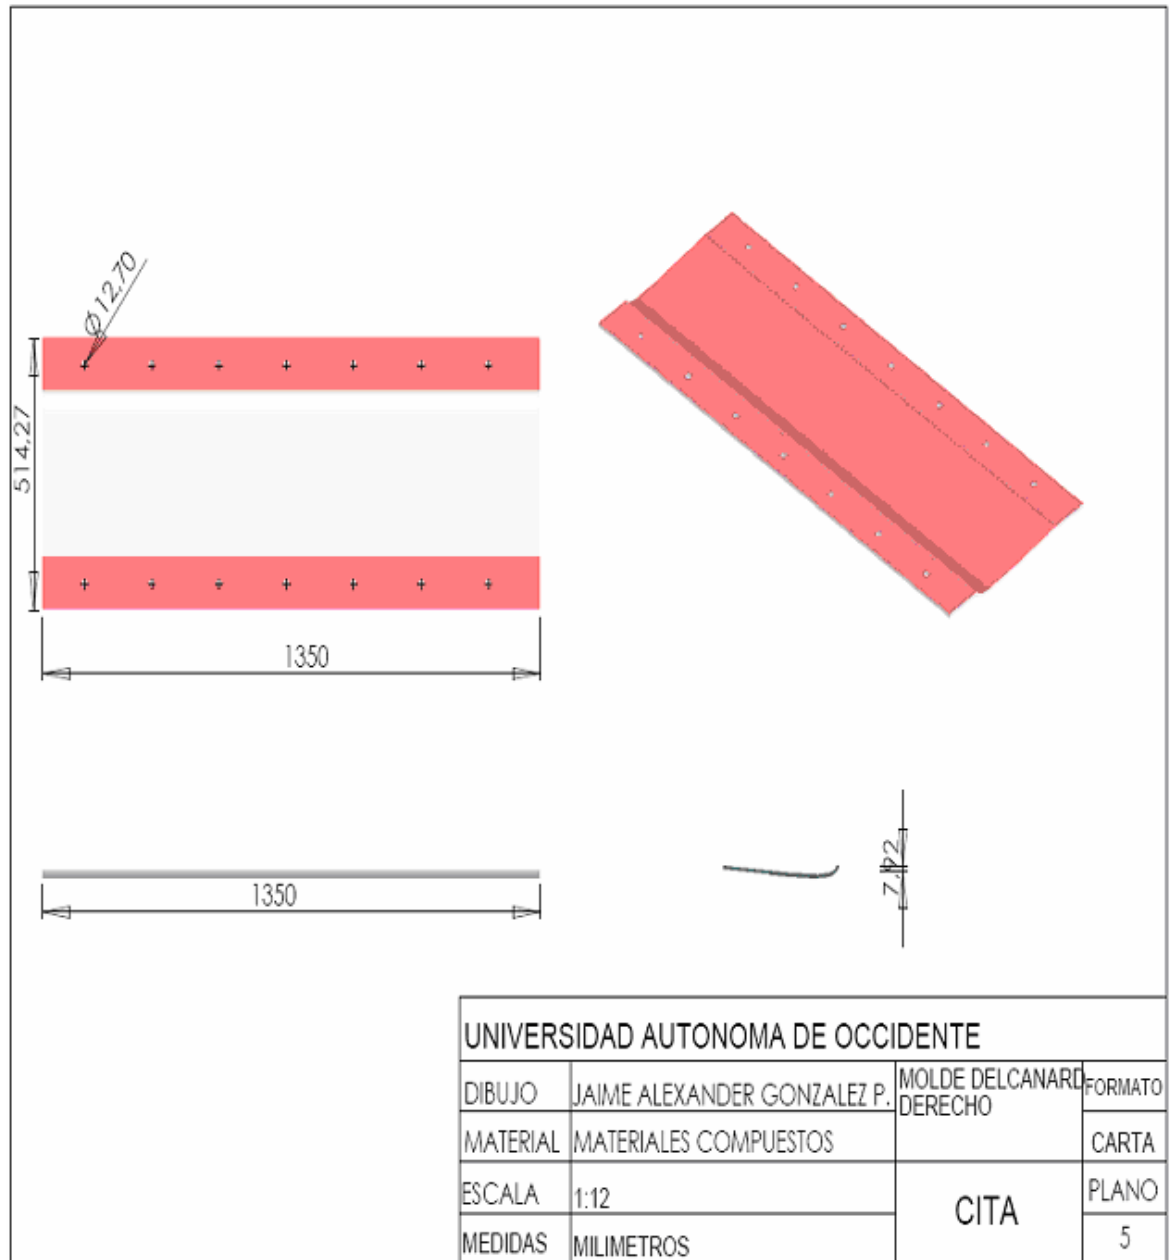 Ø12,70
514,27
1350
1350
7,22
UNIVERSIDAD AUTONOMA DE OCCIDENTE
DIBUJO JAIME ALEXANDER GONZALEZ P. MOLDE DELCANARD DERECHO FORMATO
MATERIAL MATERIALES COMPUESTOS CARTA
ESCALA 1:12 CITA PLANO
MEDIDAS MILIMETROS 5